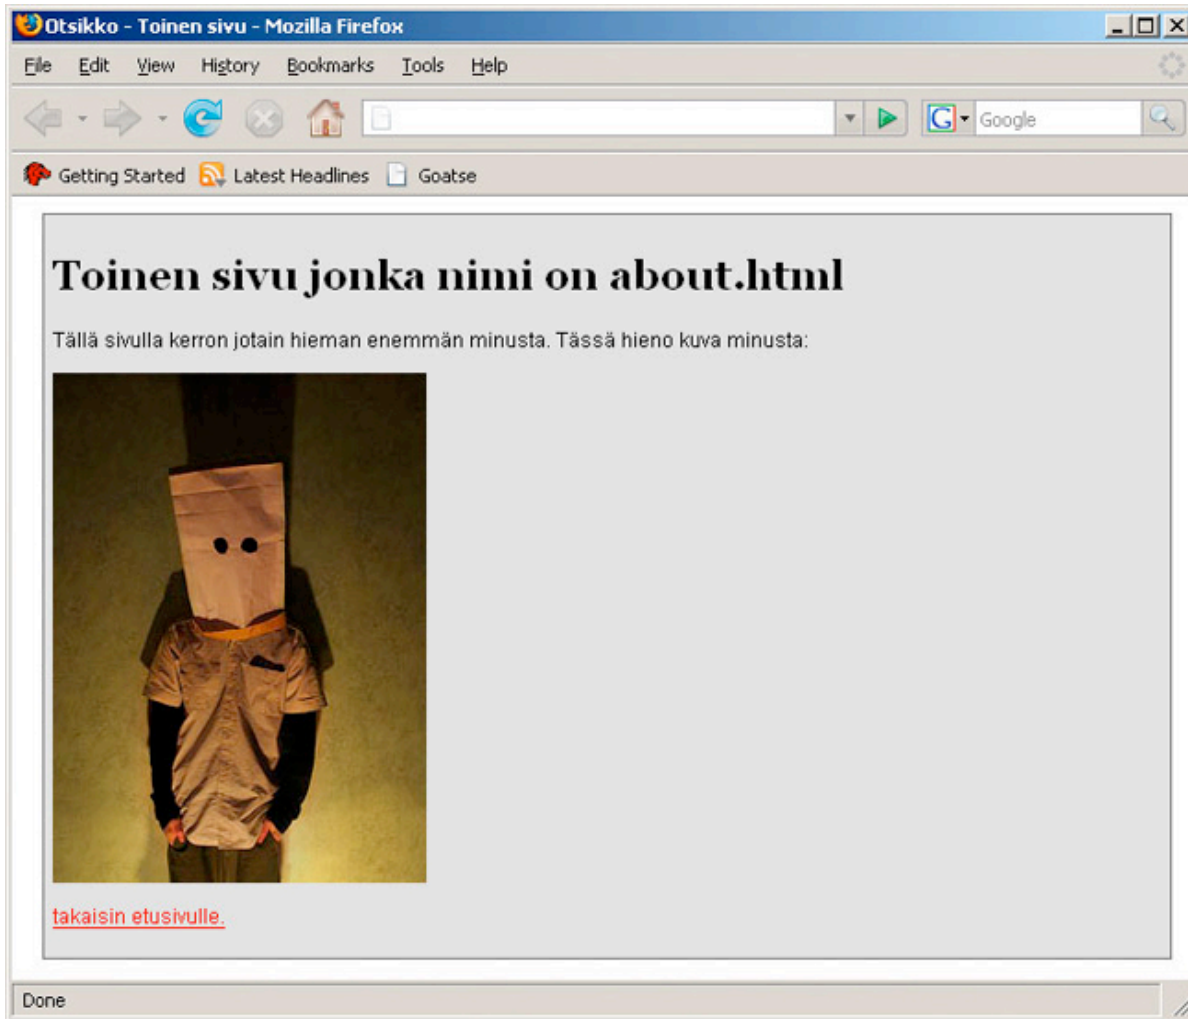 Otsikko - Toinen sivu - Mozilla Firefox
File Edit View History Bookmarks Tools Help
G Google
Getting Started Latest Headlines Goatse
Toinen sivu jonka nimi on about.html
Tällä sivulla kerron jotain hieman enemmän minusta. Tässä hieno kuva minusta:
takaisin etusivulle.
Done